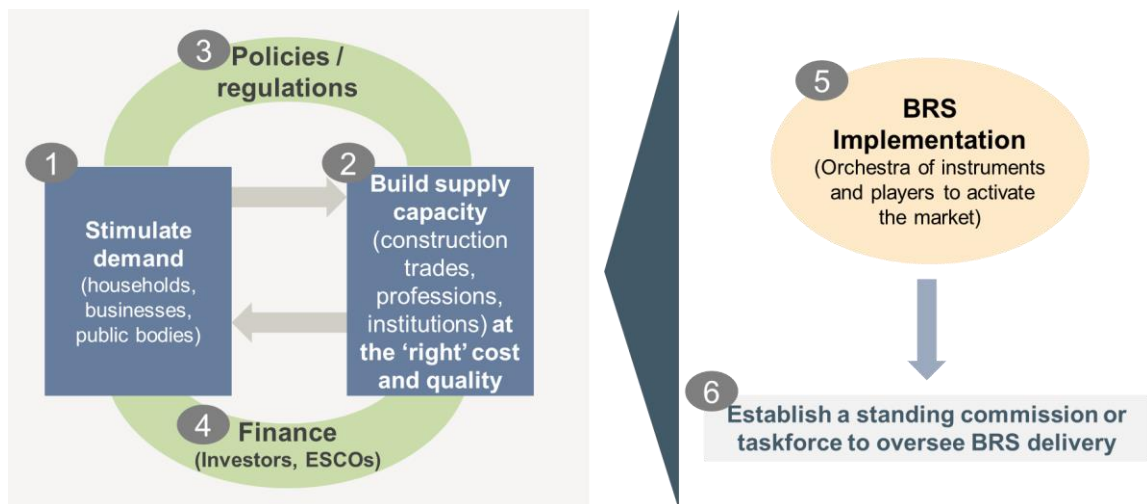 3
Policies /
regulations
1
Stimulate
demand
(households,
businesses,
public bodies)
2
Build supply
capacity
(construction
trades,
professions,
institutions) at
the ‘right’ cost
and quality
4
Finance
(Investors, ESCOs)
5
BRS
Implementation
(Orchestra of instruments
and players to activate
the market)
6
Establish a standing commission or
taskforce to oversee BRS delivery